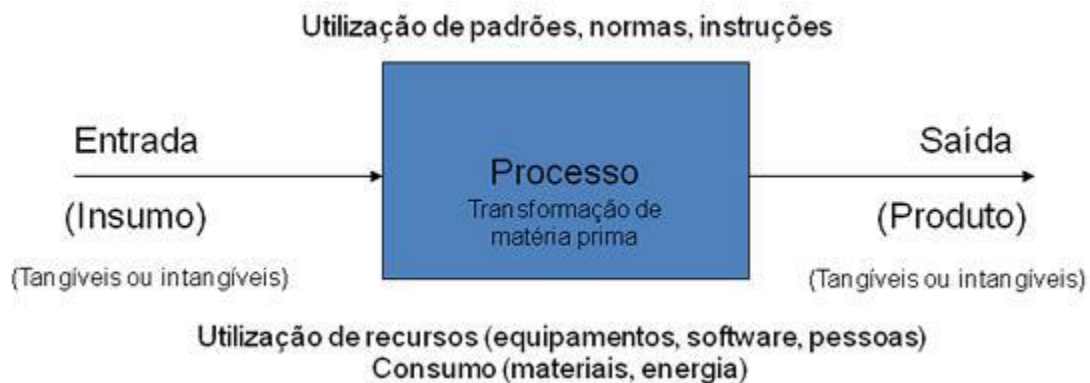 Utilização de padrões, normas, instruções
Entrada
(Insumo)
(Tangíveis ou intangíveis)
Processo
Transformação de
matéria prima
Saída
(Produto)
(Tangíveis ou intangíveis)
Utilização de recursos (equipamentos, software, pessoas)
Consumo (materiais, energia)